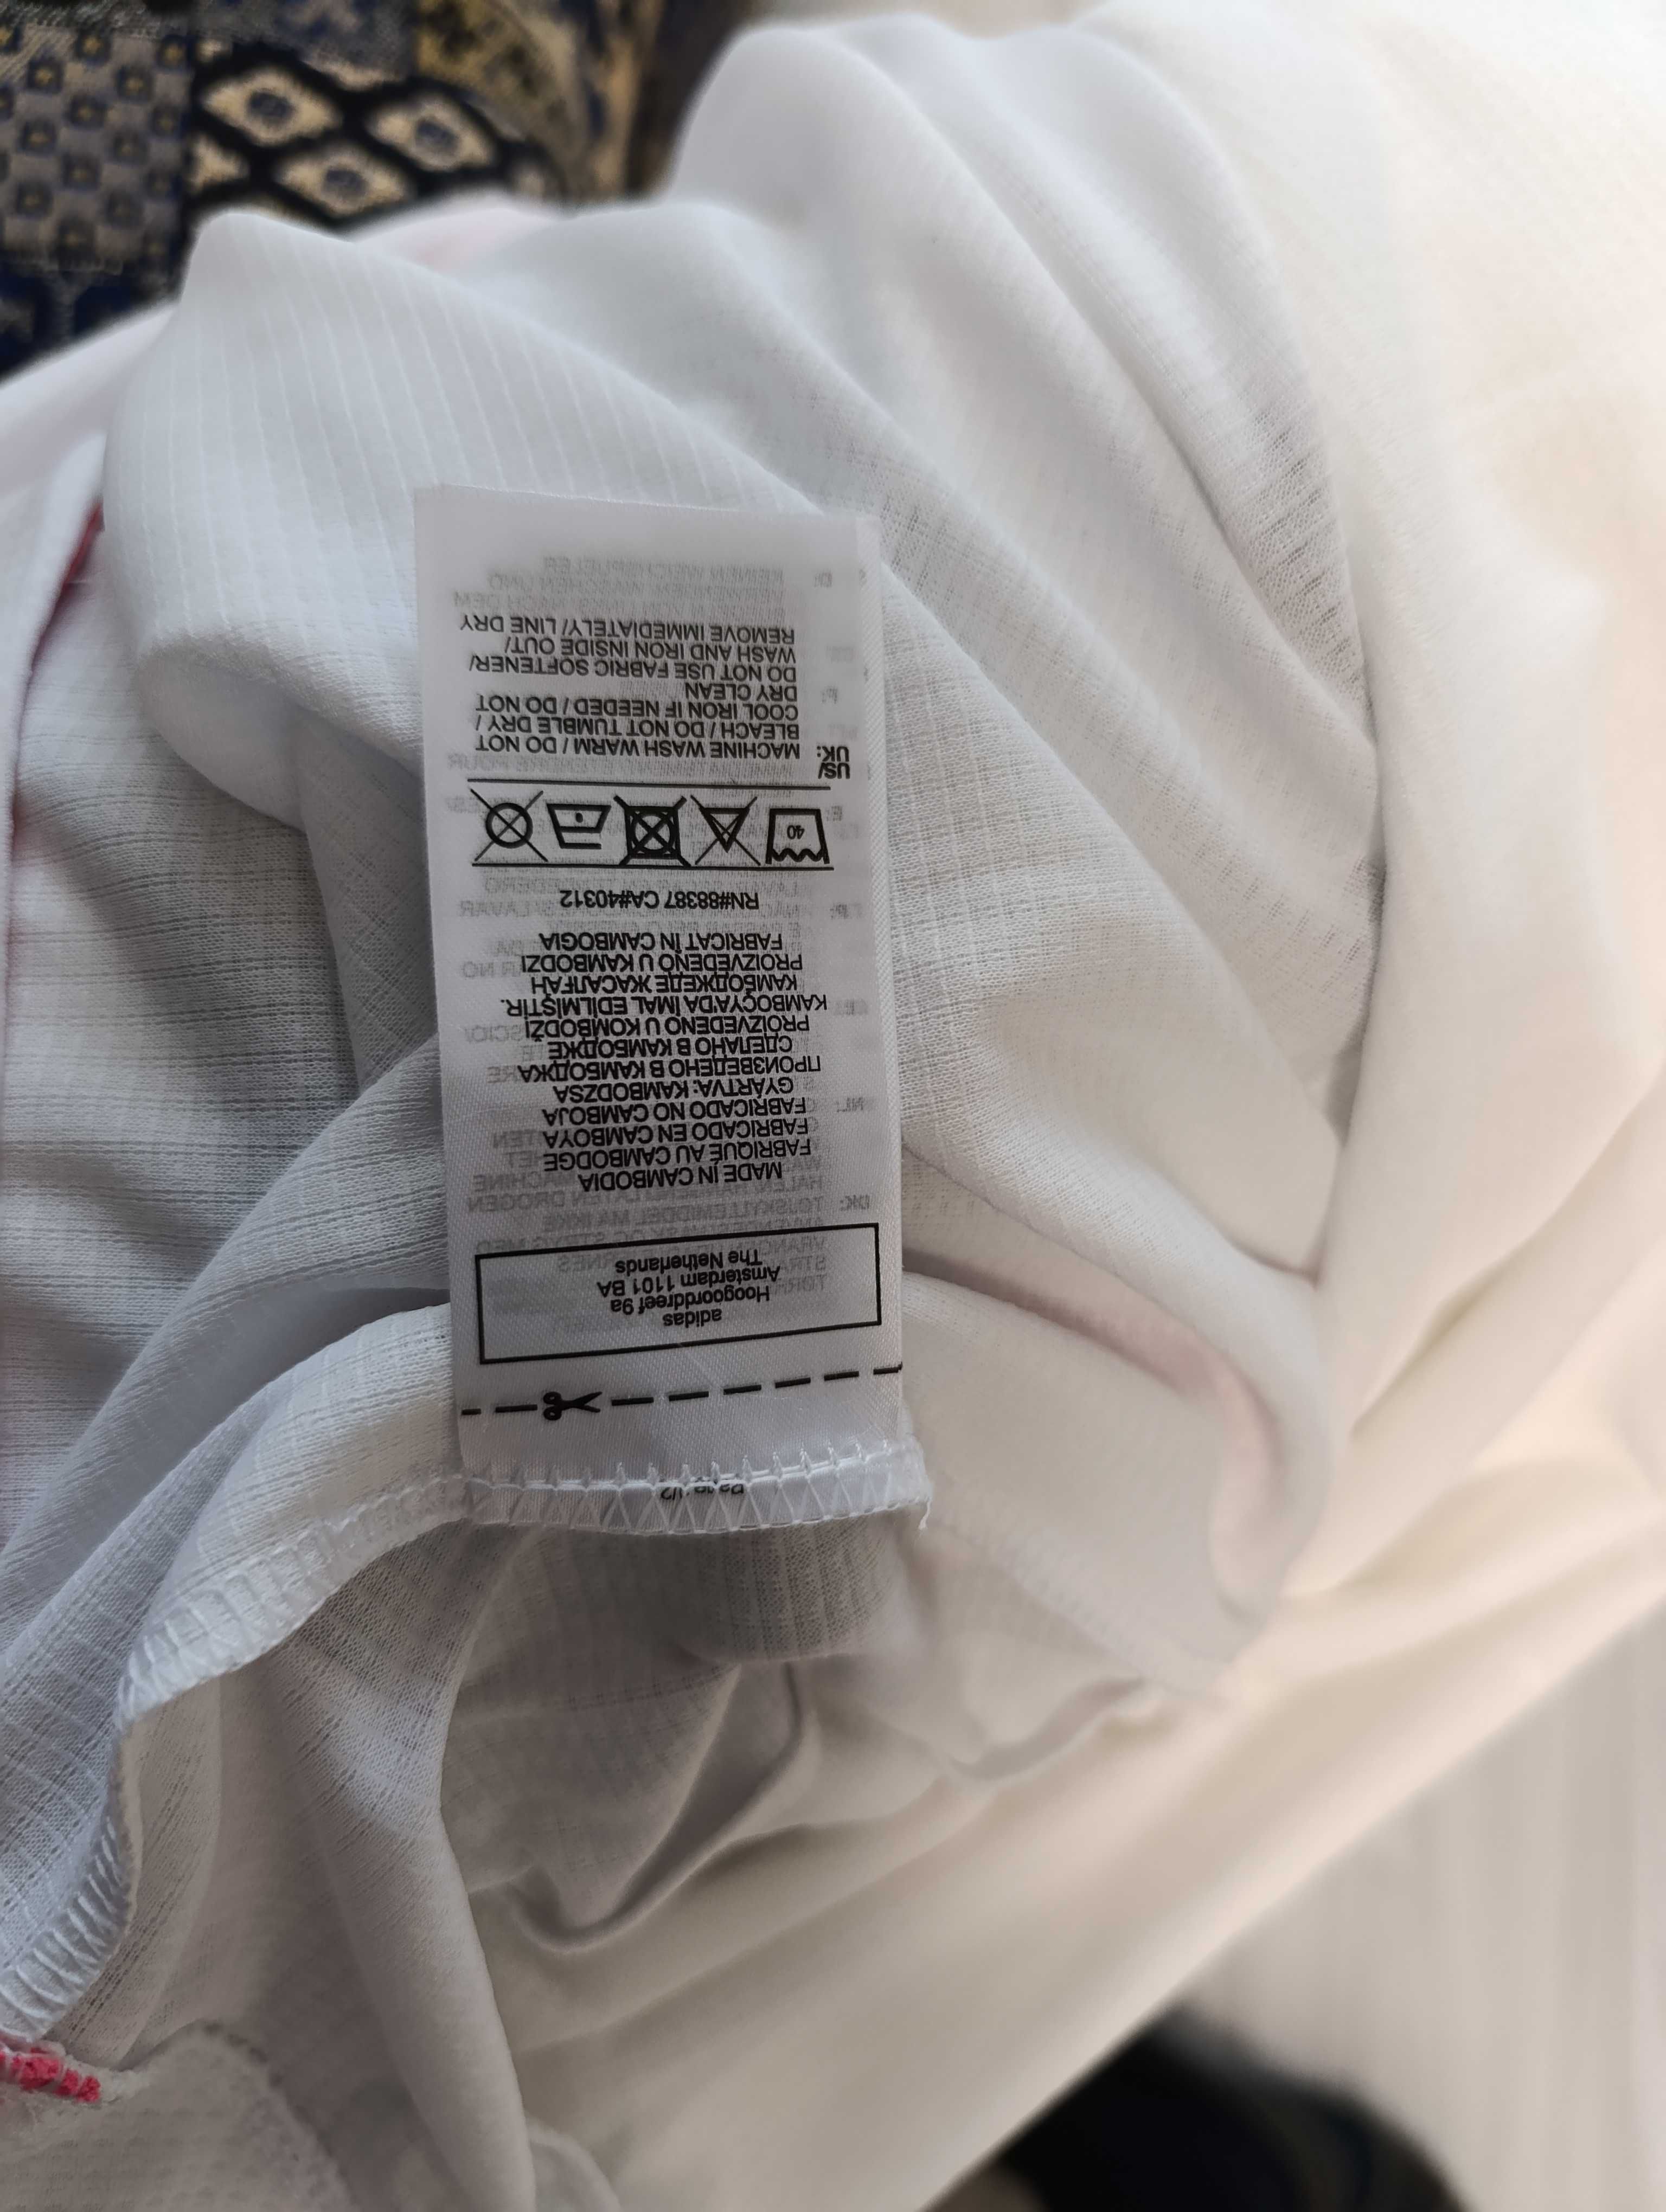 adidas
Hoogoorddreef 9a
Amsterdam 1101 BA
The Netherlands
MADE IN CAMBODIA
FABRIQUÉ AU CAMBODGE
FABRICADO EN CAMBOYA
FABRICADO NO CAMBOJA
GYÁRTVA: KAMBODZSA
ПРОИЗВЕДЕНО В КАМБОДЖА
СДЕЛАНО В КАМБОДЖЕ
PROIZVEDENO U KOMBODŽI
KAMBOÇYA'DA İMAL EDİLMİŞTİR.
КАМБОДЖЕДЕ ЖАСАЛҒАН
PROIZVEDENO U KAMBODZI
FABRICAT ÎN CAMBOGIA
RN#88387 CA#40312
40
US/
UK: MACHINE WASH WARM / DO NOT
BLEACH / DO NOT TUMBLE DRY /
COOL IRON IF NEEDED / DO NOT
DRY CLEAN
DO NOT USE FABRIC SOFTENER/
WASH AND IRON INSIDE OUT/
REMOVE IMMEDIATELY/ LINE DRY